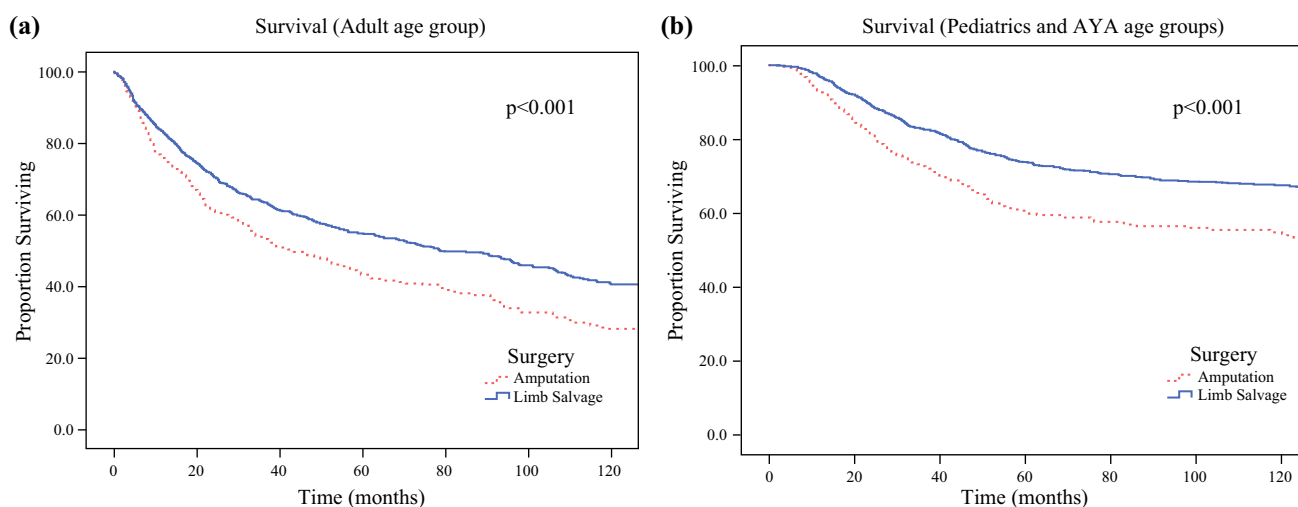 (a)
Survival (Adult age group)
100.0
80.0
60.0
40.0
20.0
0.0
Proportion Surviving
p<0.001
Surgery
Amputation
Limb Salvage
0 20 40 60 80 100 120
Time (months)
(b)
Survival (Pediatrics and AYA age groups)
100.0
80.0
60.0
40.0
20.0
0.0
Proportion Surviving
p<0.001
Surgery
Amputation
Limb Salvage
0 20 40 60 80 100 120
Time (months)